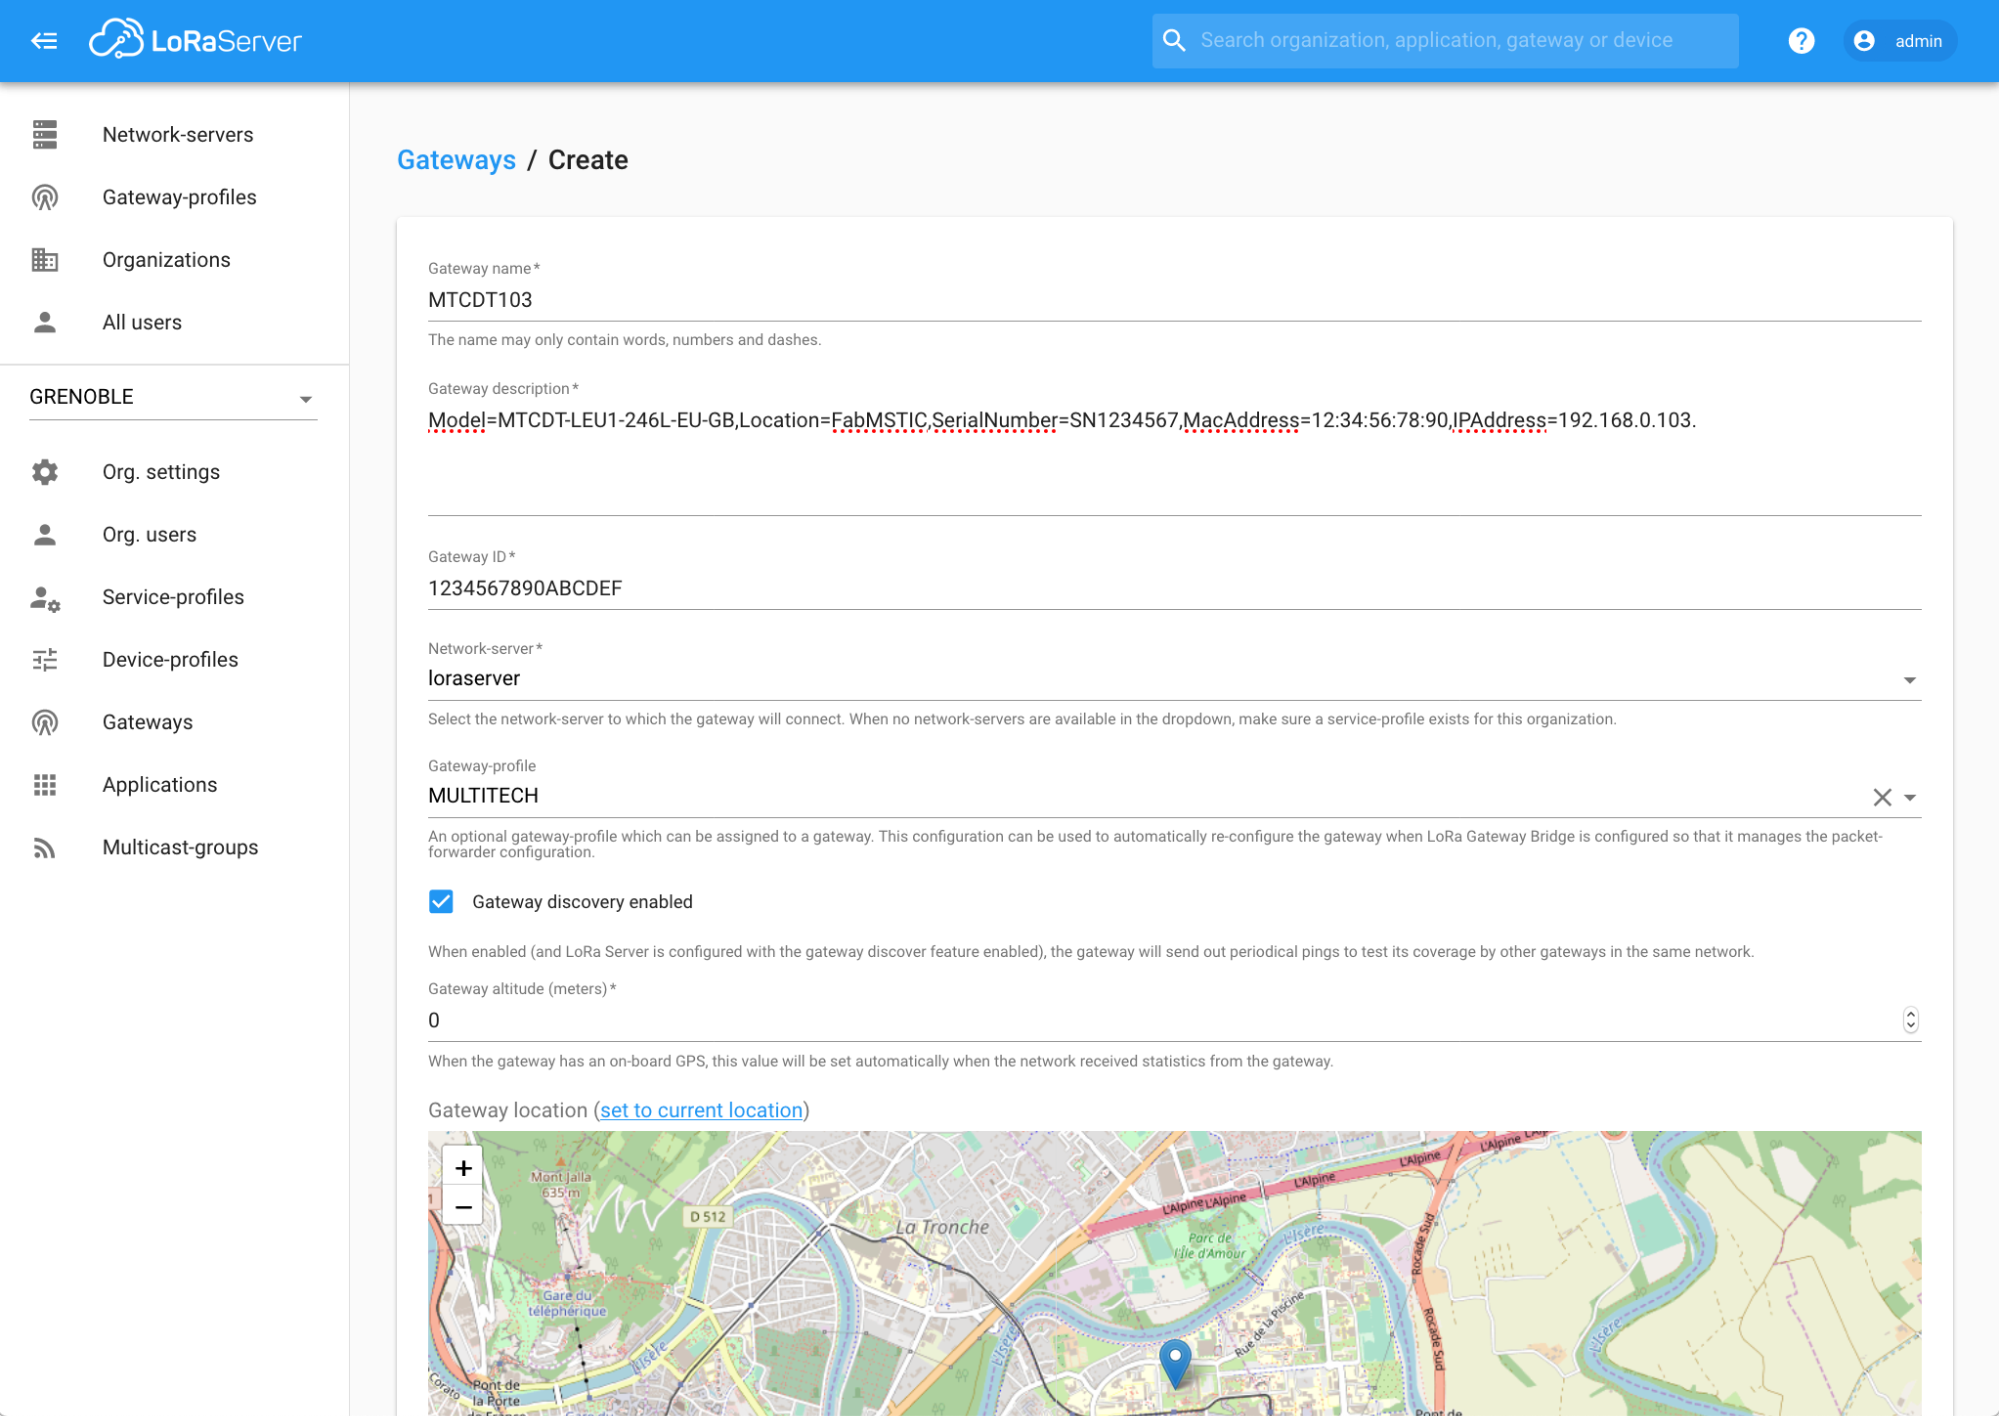 LoRaServer
Search organization, application, gateway or device
admin
Network-servers
Gateway-profiles
Organizations
All users
GRENOBLE
Org. settings
Org. users
Service-profiles
Device-profiles
Gateways
Applications
Multicast-groups
Gateways / Create
Gateway name *
MTCDT103
The name may only contain words, numbers and dashes.
Gateway description *
Model=MTCDT-LEU1-246L-EU-GB,Location=FabMSTIC,SerialNumber=SN1234567,MacAddress=12:34:56:78:90,IPAddress=192.168.0.103.
Gateway ID *
1234567890ABCDEF
Network-server *
loraserver
Select the network-server to which the gateway will connect. When no network-servers are available in the dropdown, make sure a service-profile exists for this organization.
Gateway-profile
MULTITECH
An optional gateway-profile which can be assigned to a gateway. This configuration can be used to automatically re-configure the gateway when LoRa Gateway Bridge is configured so that it manages the packet-
forwarder configuration.
Gateway discovery enabled
When enabled (and LoRa Server is configured with the gateway discover feature enabled), the gateway will send out periodical pings to test its coverage by other gateways in the same network.
Gateway altitude (meters) *
0
When the gateway has an on-board GPS, this value will be set automatically when the network received statistics from the gateway.
Gateway location (set to current location)
+
−
Mont Jalla
635 m
D 512
La Tronche
L'Alpine
L'Alpine
L'Alpine
L'Alpine
L'Alpine
Parc de
l'Île d'Amour
L'Isère
Rocade Sud
Gare du
téléphérique
Rue de la Piscine
Rocade Sud
L'Isère
L'Isère
L'Isère
Corato
Pont de
la Porte
de France
Pont de